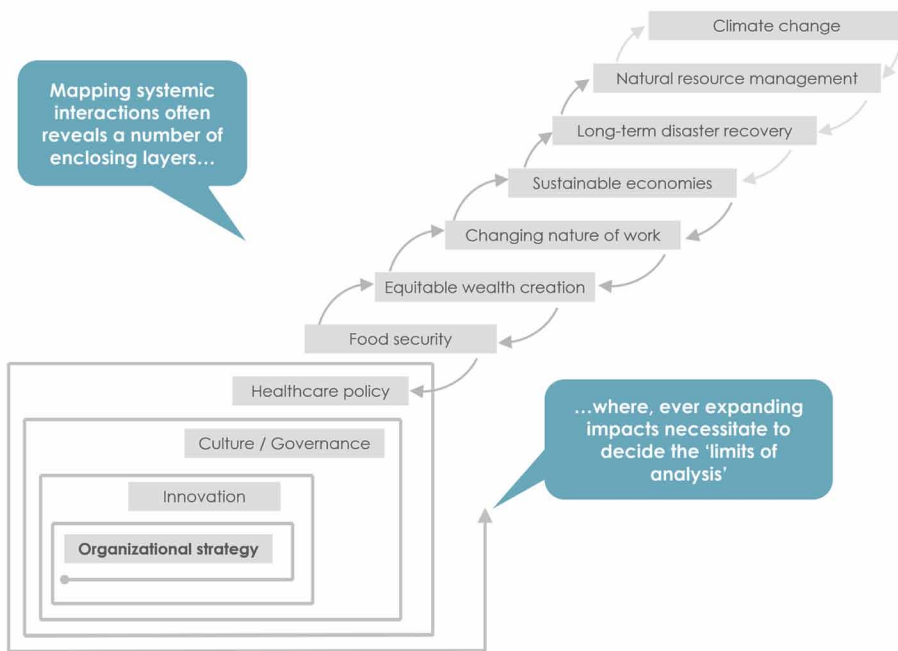 Climate change
Mapping systemic
interactions often
reveals a number of
enclosing layers...
Natural resource management
Long-term disaster recovery
Sustainable economies
Changing nature of work
Equitable wealth creation
Food security
Healthcare policy
...where, ever expanding
impacts necessitate to
decide the ‘limits of
analysis’
Culture / Governance
Innovation
Organizational strategy